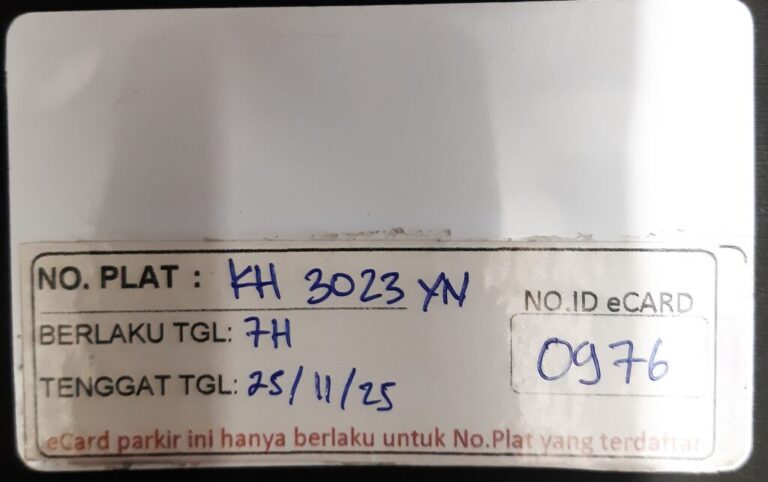 NO. PLAT : KH 3023 YN
NO.ID eCARD
BERLAKU TGL: 7H
0976
TENGGAT TGL: 25/11/25
eCard parkir ini hanya berlaku untuk No.Plat yang terdaftar